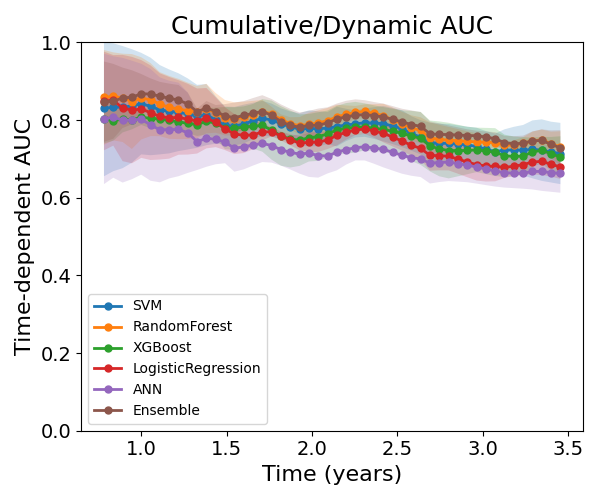 Cumulative/Dynamic AUC
1.0
0.8
0.6
0.4
0.2
0.0
Time-dependent AUC
SVM
RandomForest
XGBoost
LogisticRegression
ANN
Ensemble
1.0 1.5 2.0 2.5 3.0 3.5
Time (years)